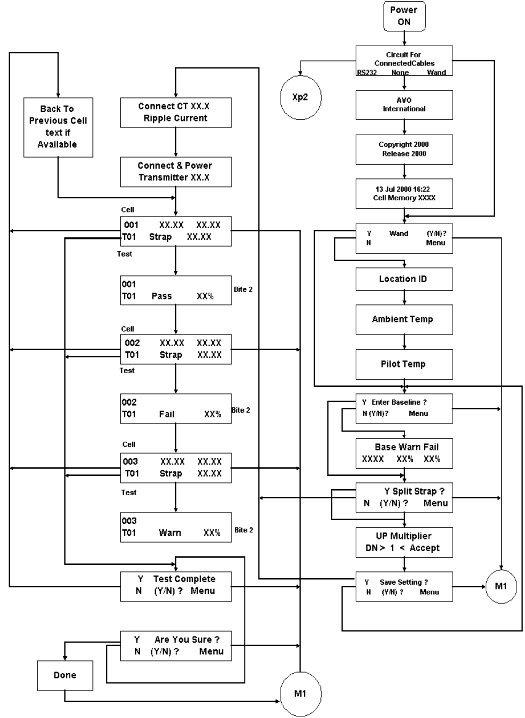 Power
ON
Circuit For
ConnectedCables
RS232 None Wand
Xp2
AVO
International
Copyright 2000
Release 2000
13 Jul 2000 16:22
Cell Memory XXXX
Y Wand (Y/N)?
N Menu
Location ID
Ambient Temp
Pilot Temp
Y Enter Baseline ?
N (Y/N)? Menu
Base Warn Fail
XXXX XX% XX%
Y Split Strap ?
N (Y/N) ? Menu
UP Multiplier
DN > 1 < Accept
Y Save Setting ?
N (Y/N) ? Menu
M1
Back To
Previous Cell
text if
Available
Connect CT XX.X
Ripple Current
Connect & Power
Transmitter XX.X
Cell
001 XX.XX XX.XX
T01 Strap XX.XX
Test
001
T01 Pass XX%
Bite 2
Cell
002 XX.XX XX.XX
T01 Strap XX.XX
Test
002
T01 Fail XX%
Bite 2
Cell
003 XX.XX XX.XX
T01 Strap XX.XX
Test
003
T01 Warn XX%
Bite 2
Y Test Complete
N (Y/N) ? Menu
Y Are You Sure ?
N (Y/N) ? Menu
Done
M1